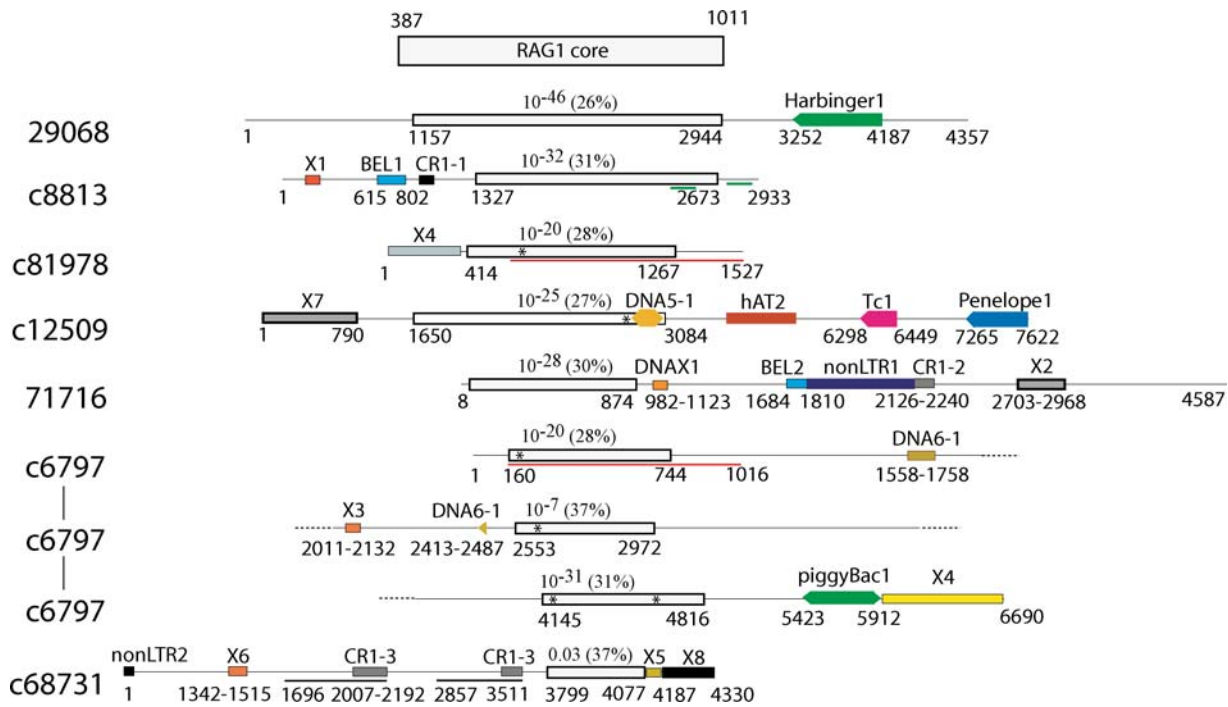 387 1011
RAG1 core
10-46 (26%) Harbinger1
29068
1157 2944 3252 4187 4357
1
10-32 (31%)
X1 BEL1 CR1-1
c8813
1 615 802 1327 2673 2933
10-20 (28%)
X4
*
c81978
1 414 1267 1527
10-25 (27%) DNA5-1 hAT2 Tc1 Penelope1
X7
*
c12509
1 790 1650 3084 6298 6449 7265 7622
10-28 (30%) DNAX1 BEL2 nonLTR1 CR1-2 X2
71716
8 874 982-1123 1684 1810 2126-2240 2703-2968 4587
10-20 (28%) DNA6-1
*
c6797
1 160 744 1016 1558-1758
10-7 (37%)
X3 DNA6-1
*
c6797
2011-2132 2413-2487 2553 2972
10-31 (31%) piggyBac1 X4
* *
c6797
4145 4816 5423 5912 6690
nonLTR2 X6 CR1-3 CR1-3 0.03 (37%) X5 X8
c68731
1 1342-1515 1696 2007-2192 2857 3511 3799 4077 4187 4330